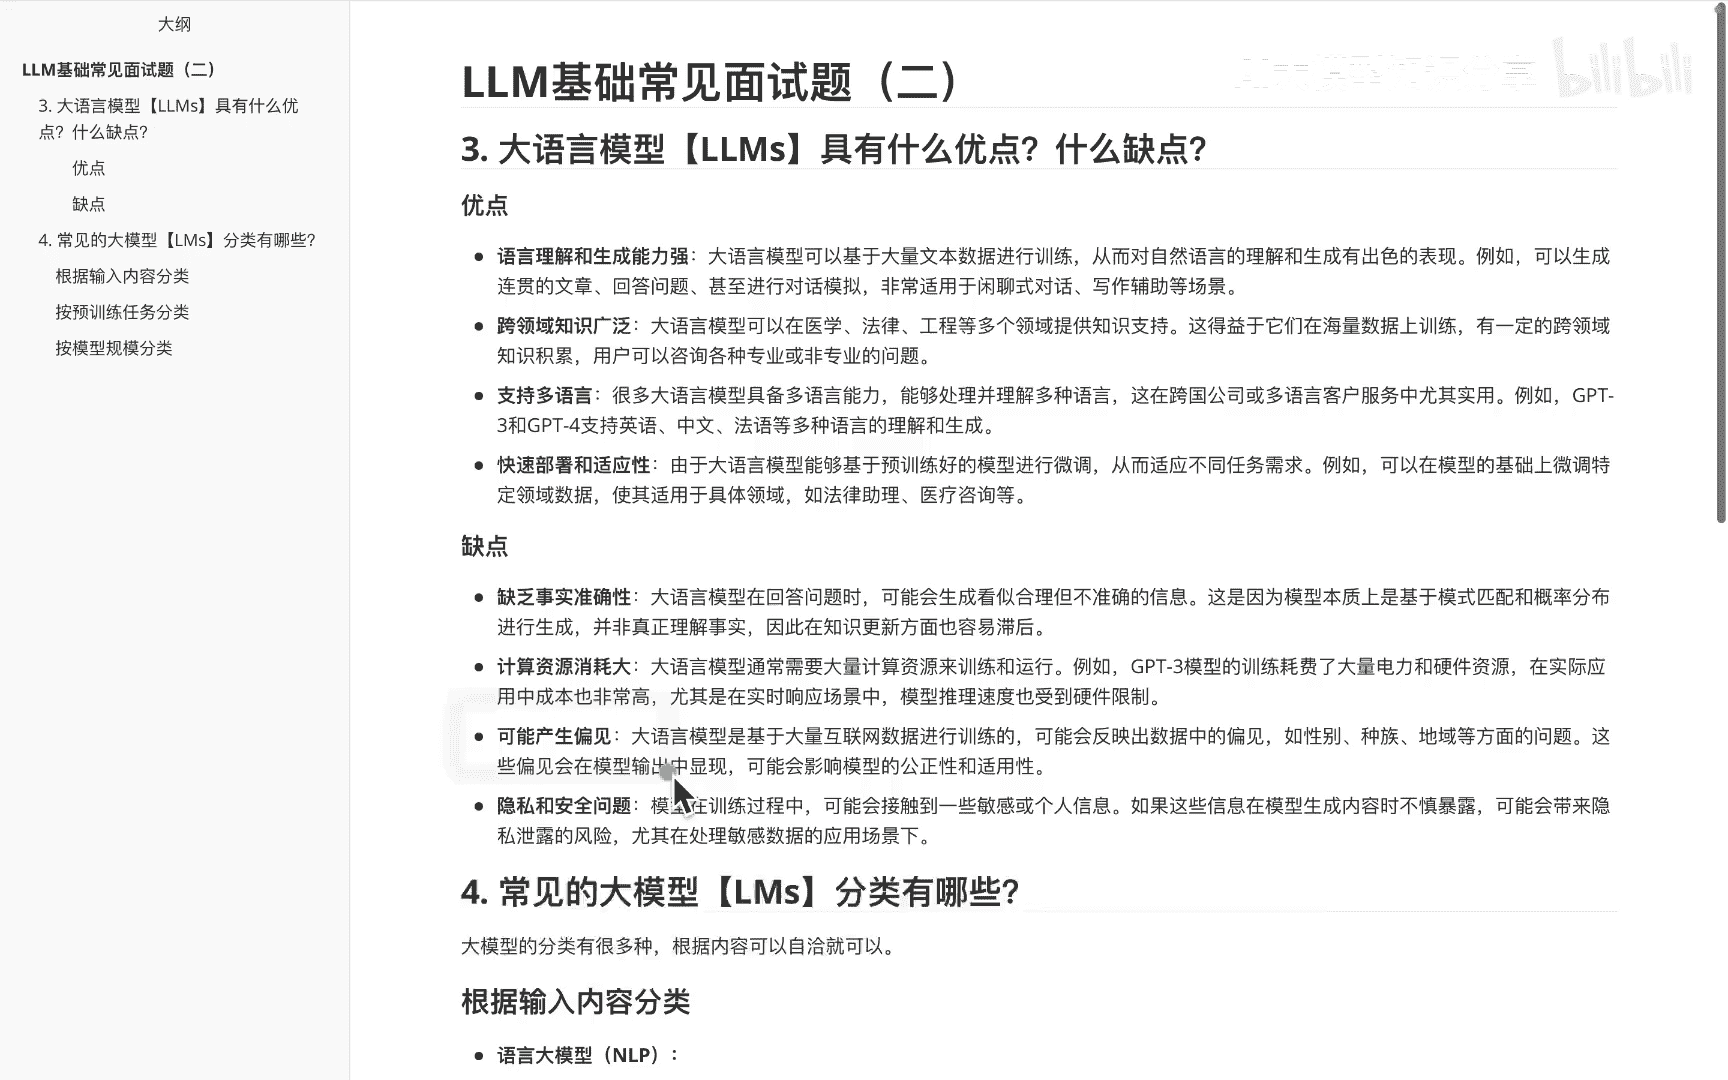 大纲
LLM基础常见面试题（二）
3. 大语言模型【LLMs】具有什么优
点？什么缺点？
优点
缺点
4. 常见的大模型【LMs】分类有哪些？
根据输入内容分类
按预训练任务分类
按模型规模分类
LLM基础常见面试题（二）
bilibili
3. 大语言模型【LLMs】具有什么优点？什么缺点？
优点
语言理解和生成能力强：大语言模型可以基于大量文本数据进行训练，从而对自然语言的理解和生成有出色的表现。例如，可以生成
连贯的文章、回答问题、甚至进行对话模拟，非常适用于闲聊式对话、写作辅助等场景。
跨领域知识广泛：大语言模型可以在医学、法律、工程等多个领域提供知识支持。这得益于它们在海量数据上训练，有一定的跨领域
知识积累，用户可以咨询各种专业或非专业的问题。
支持多语言：很多大语言模型具备多语言能力，能够处理并理解多种语言，这在跨国公司或多语言客户服务中尤其实用。例如，GPT-
3和GPT-4支持英语、中文、法语等多种语言的理解和生成。
快速部署和适应性：由于大语言模型能够基于预训练好的模型进行微调，从而适应不同任务需求。例如，可以在模型的基础上微调特
定领域数据，使其适用于具体领域，如法律助理、医疗咨询等。
缺点
缺乏事实准确性：大语言模型在回答问题时，可能会生成看似合理但不准确的信息。这是因为模型本质上是基于模式匹配和概率分布
进行生成，并非真正理解事实，因此在知识更新方面也容易滞后。
计算资源消耗大：大语言模型通常需要大量计算资源来训练和运行。例如，GPT-3模型的训练耗费了大量电力和硬件资源，在实际应
用中成本也非常高，尤其是在实时响应场景中，模型推理速度也受到硬件限制。
可能产生偏见：大语言模型是基于大量互联网数据进行训练的，可能会反映出数据中的偏见，如性别、种族、地域等方面的问题。这
些偏见会在模型输出中显现，可能会影响模型的公正性和适用性。
隐私和安全问题：模型在训练过程中，可能会接触到一些敏感或个人信息。如果这些信息在模型生成内容时不慎暴露，可能会带来隐
私泄露的风险，尤其在处理敏感数据的应用场景下。
4. 常见的大模型【LMs】分类有哪些？
大模型的分类有很多种，根据内容可以自洽就可以。
根据输入内容分类
语言大模型（NLP）：